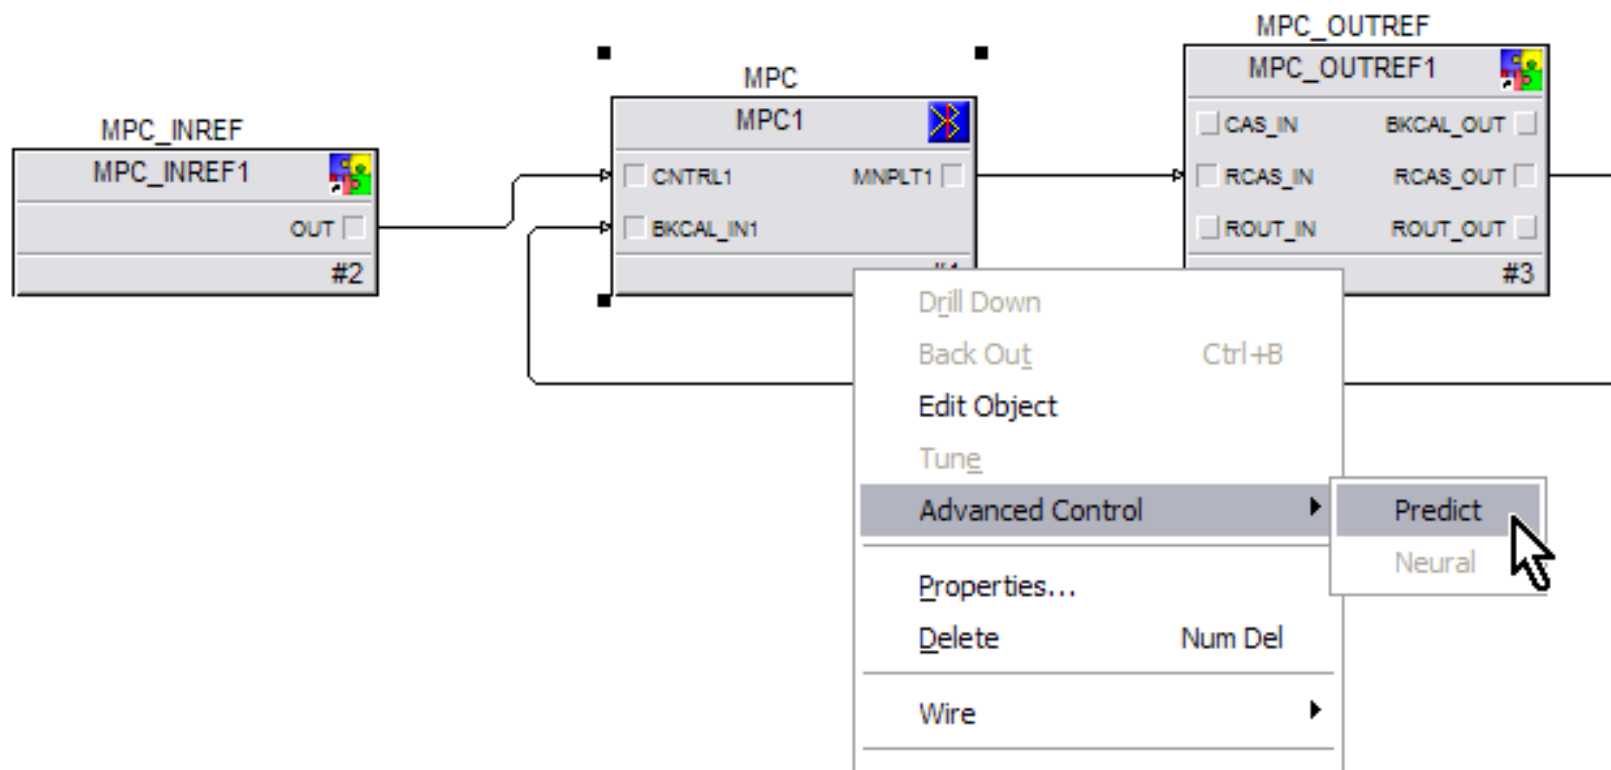 MPC_OUTREF
MPC_OUTREF1
CAS_IN BKCAL_OUT
RCAS_IN RCAS_OUT
ROUT_IN ROUT_OUT
#3
MPC
MPC1
CNTRL1 MNPLT1
BKCAL_IN1
MPC_INREF
MPC_INREF1
OUT
#2
Drill Down
Back Out Ctrl+B
Edit Object
Tune
Advanced Control
Predict
Neural
Properties...
Delete Num Del
Wire